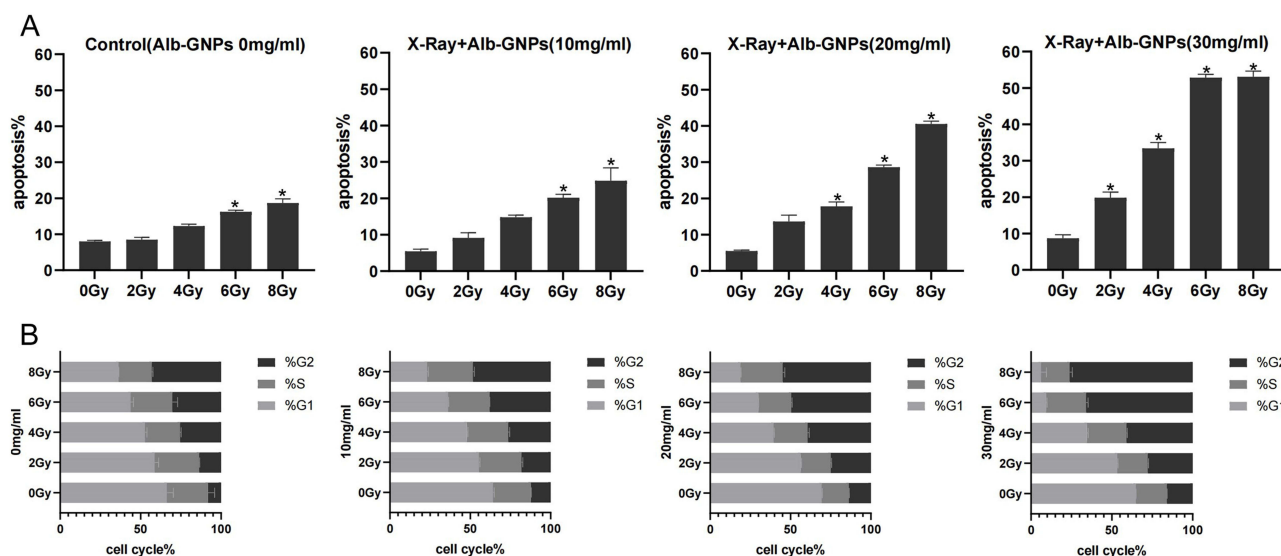 A
Control(Alb-GNPs 0mg/ml)
apoptosis%
60
50
40
30
20
10
0
0Gy 2Gy 4Gy 6Gy 8Gy
* *
X-Ray+Alb-GNPs(10mg/ml)
apoptosis%
60
50
40
30
20
10
0
0Gy 2Gy 4Gy 6Gy 8Gy
* *
X-Ray+Alb-GNPs(20mg/ml)
apoptosis%
60
50
40
30
20
10
0
0Gy 2Gy 4Gy 6Gy 8Gy
* * *
X-Ray+Alb-GNPs(30mg/ml)
apoptosis%
60
50
40
30
20
10
0
0Gy 2Gy 4Gy 6Gy 8Gy
* * * *
B
0mg/ml
8Gy
6Gy
4Gy
2Gy
0Gy
0 50 100
cell cycle%
%G2
%S
%G1
10mg/ml
8Gy
6Gy
4Gy
2Gy
0Gy
0 50 100
cell cycle%
%G2
%S
%G1
20mg/ml
8Gy
6Gy
4Gy
2Gy
0Gy
0 50 100
cell cycle%
%G2
%S
%G1
30mg/ml
8Gy
6Gy
4Gy
2Gy
0Gy
0 50 100
cell cycle%
%G2
%S
%G1